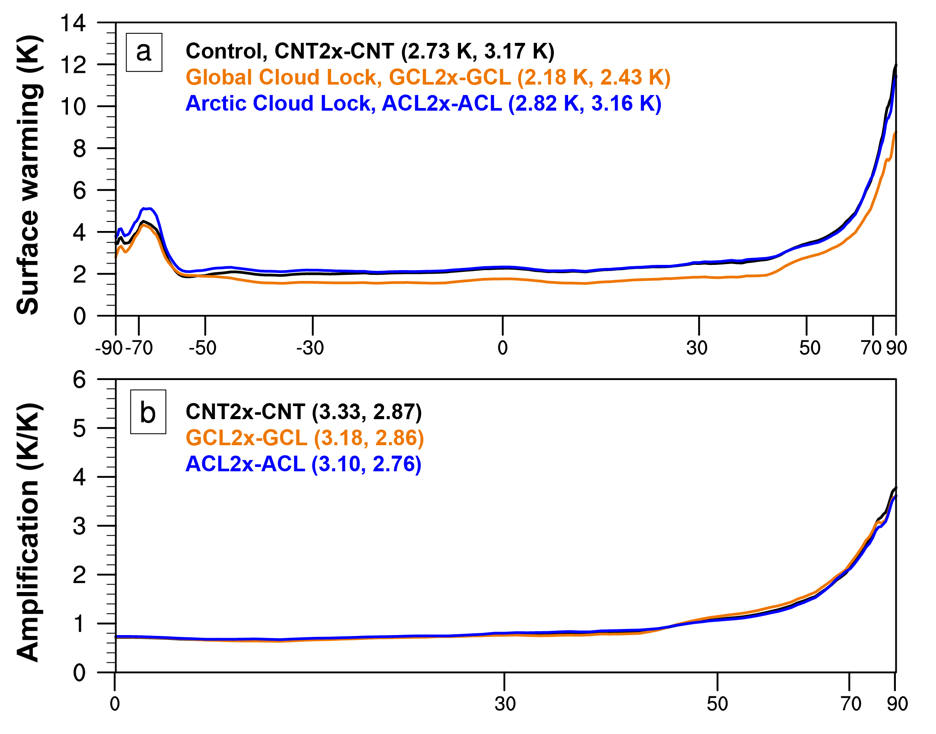 14
12
10
8
6
4
2
0
Surface warming (K)
a
Control, CNT2x-CNT (2.73 K, 3.17 K)
Global Cloud Lock, GCL2x-GCL (2.18 K, 2.43 K)
Arctic Cloud Lock, ACL2x-ACL (2.82 K, 3.16 K)
-90 -70 -50 -30 0 30 50 70 90
6
5
4
3
2
1
0
Amplification (K/K)
b
CNT2x-CNT (3.33, 2.87)
GCL2x-GCL (3.18, 2.86)
ACL2x-ACL (3.10, 2.76)
0 30 50 70 90